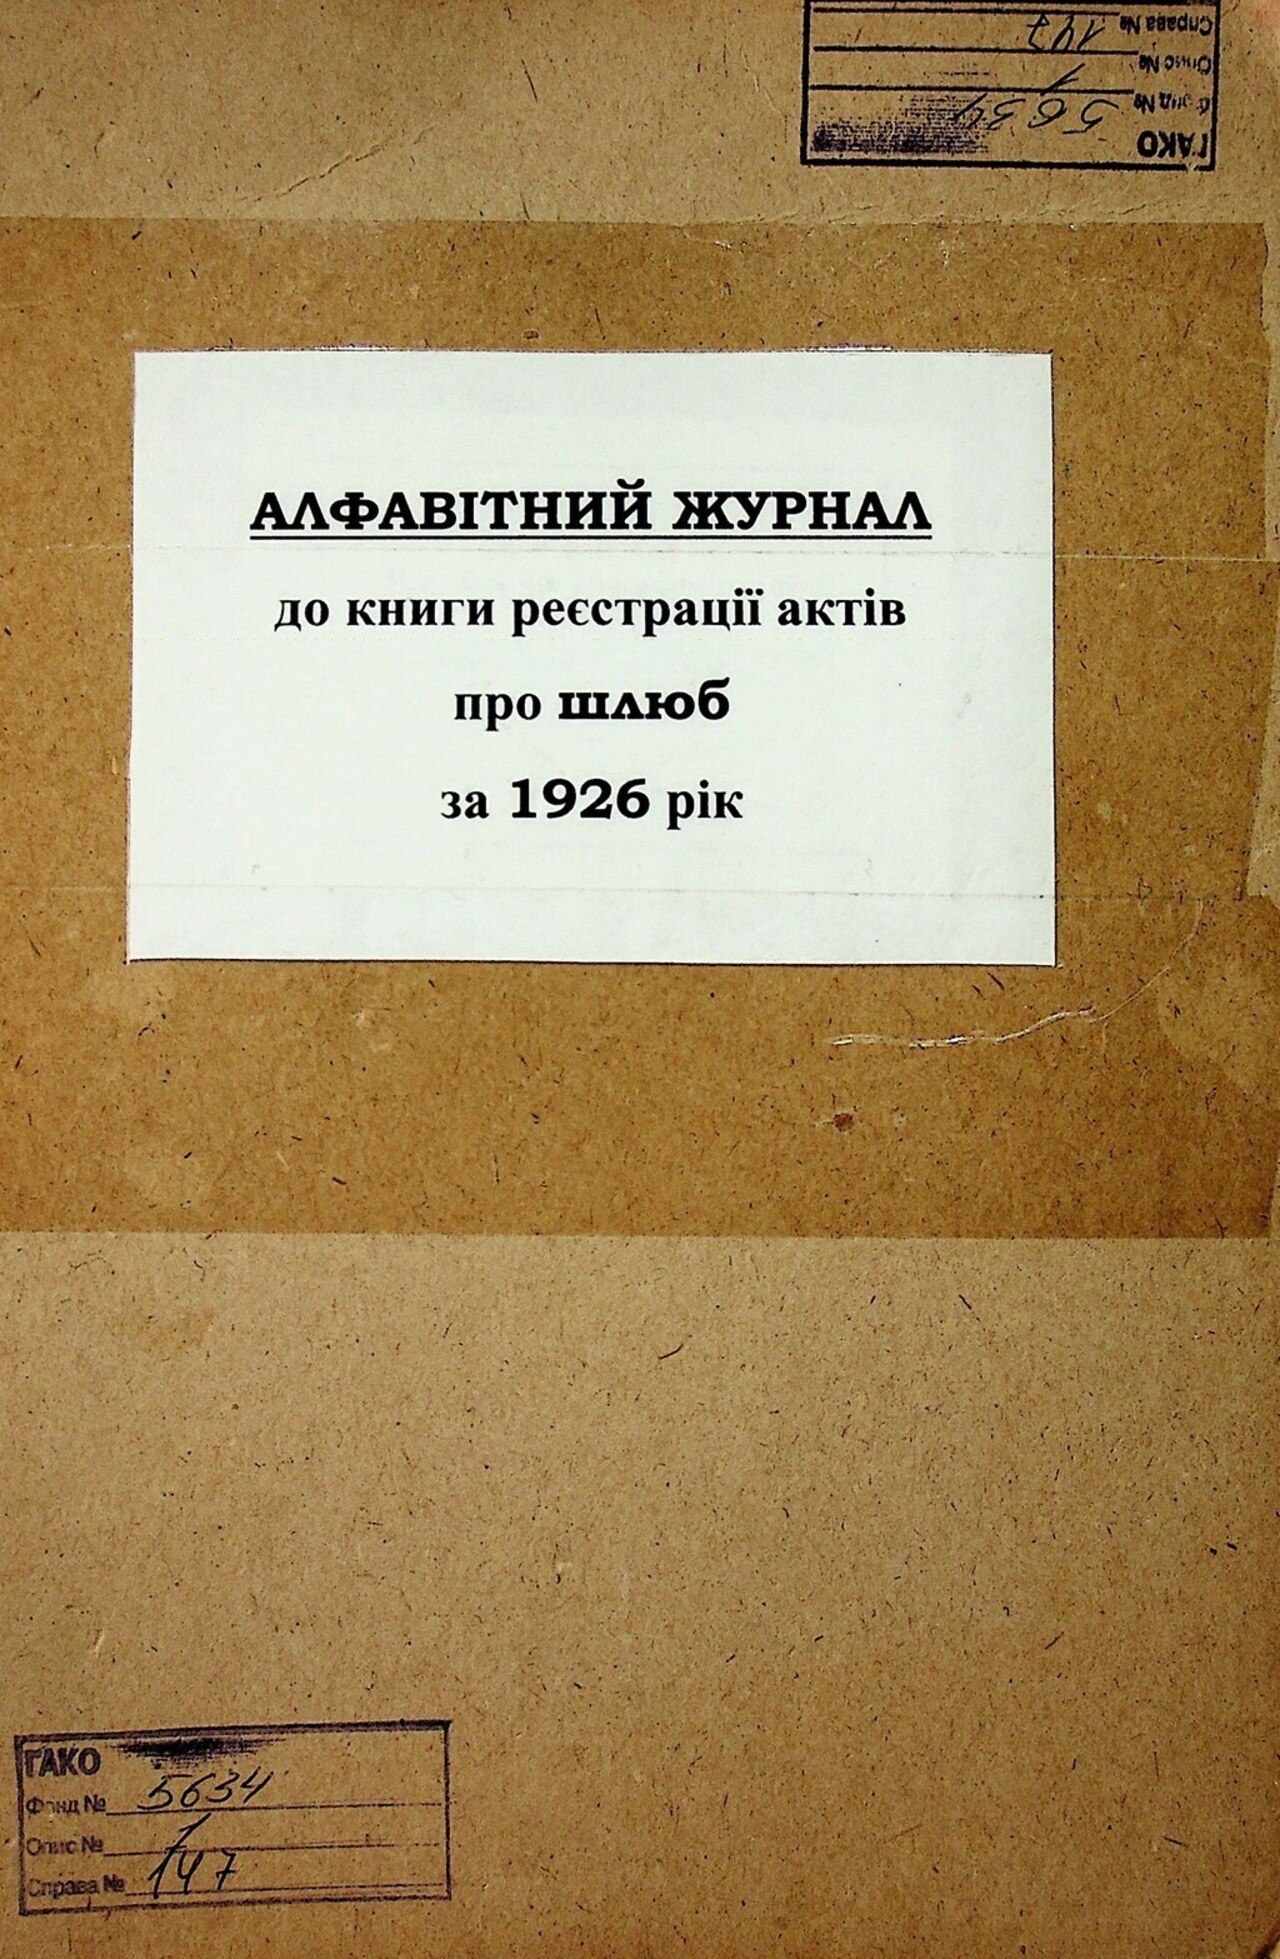 Справа № 147
Опис № 1
Фонд № 5634
ГАКО
АЛФАВІТНИЙ ЖУРНАЛ
до книги реєстрації актів
про шлюб
за 1926 рік
ГАКО
Фонд № 5634
Опис № 1
Справа № 147